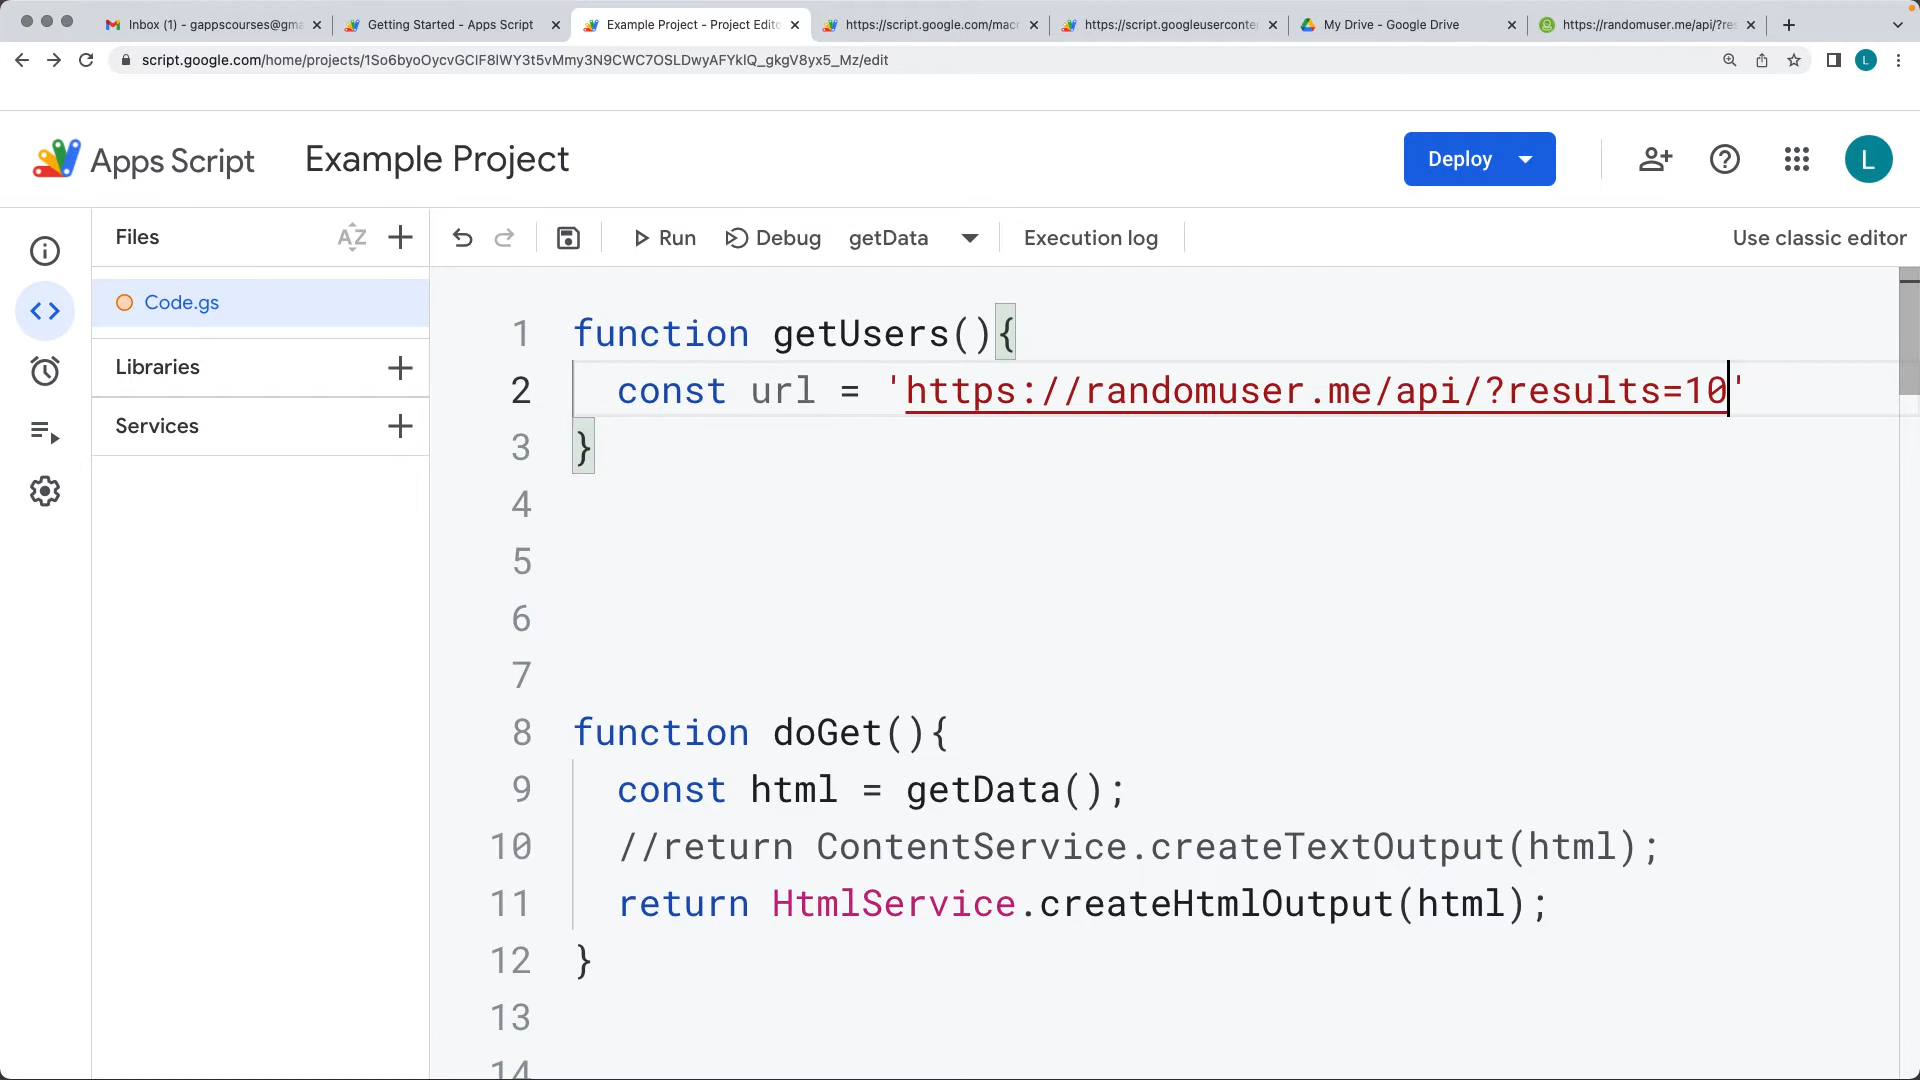 Inbox (1) - gappscourses@gma
Getting Started - Apps Script
Example Project - Project Edito
https://script.google.com/mac
https://script.googleuserconte
My Drive - Google Drive
https://randomuser.me/api/?res
script.google.com/home/projects/1So6byoOycvGClF8lWY3t5vMmy3N9CWC7OSLDwyAFYklQ_gkgV8yx5_Mz/edit
L
Apps Script
Example Project
Deploy
L
Files
AZ
Run
Debug
getData
Execution log
Use classic editor
Code.gs
Libraries
Services
1 function getUsers(){
2 const url = 'https://randomuser.me/api/?results=10'
3 }
4
5
6
7
8 function doGet(){
9 const html = getData();
10 //return ContentService.createTextOutput(html);
11 return HtmlService.createHtmlOutput(html);
12 }
13
14